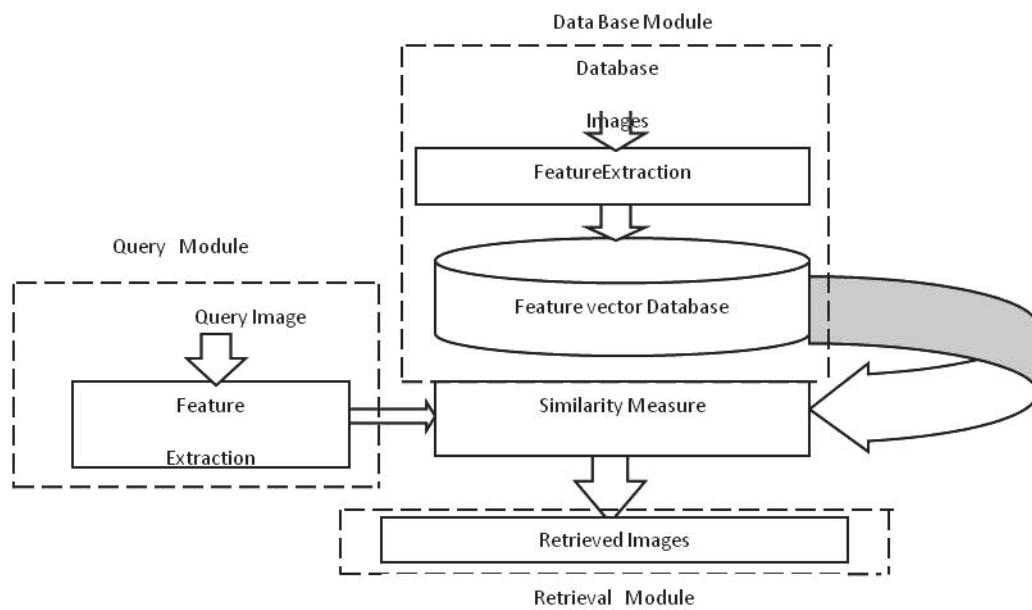 Data Base Module
Database
Images
FeatureExtraction
Feature vector Database
Query Module
Query Image
Feature
Extraction
Similarity Measure
Retrieved Images
Retrieval Module